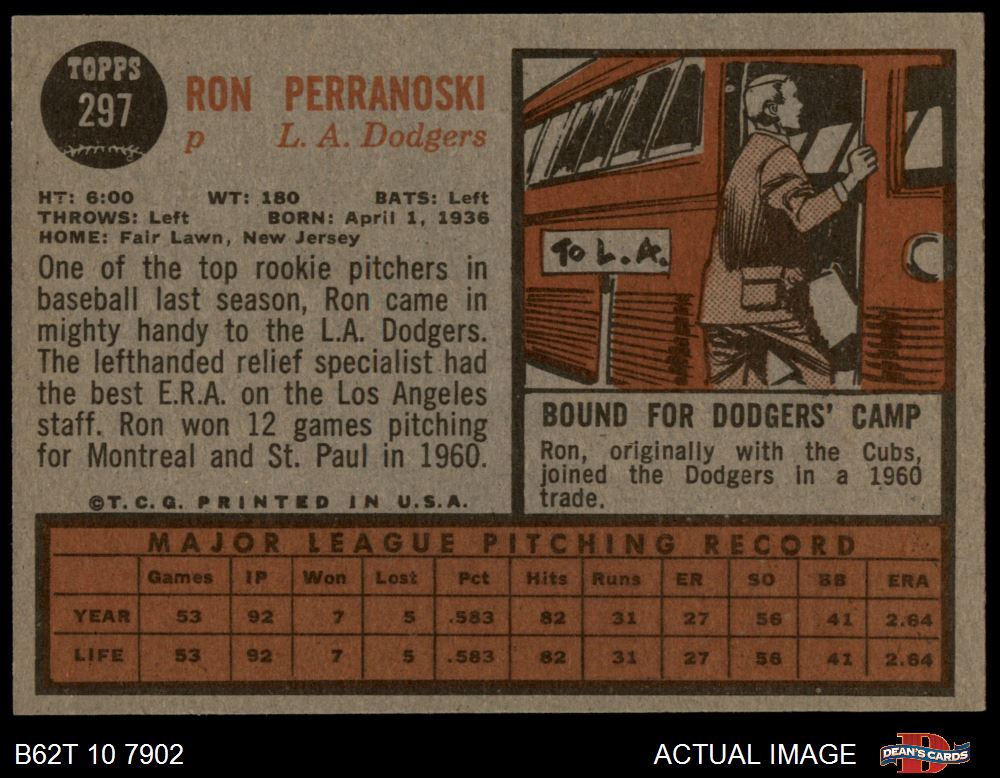 TOPPS
297
RON PERRANOSKI
p L. A. Dodgers
HT: 6:00 WT: 180 BATS: Left
THROWS: Left BORN: April 1, 1936
HOME: Fair Lawn, New Jersey
One of the top rookie pitchers in
baseball last season, Ron came in
mighty handy to the L.A. Dodgers.
The lefthanded relief specialist had
the best E.R.A. on the Los Angeles
staff. Ron won 12 games pitching
for Montreal and St. Paul in 1960.
©T.C.G. PRINTED IN U.S.A.
To L.A.
BOUND FOR DODGERS' CAMP
Ron, originally with the Cubs,
joined the Dodgers in a 1960
trade.
MAJOR LEAGUE PITCHING RECORD
Games IP Won Lost Pct Hits Runs ER SO BB ERA
YEAR 53 92 7 5 .583 82 31 27 56 41 2.64
LIFE 53 92 7 5 .583 82 31 27 56 41 2.64
B62T 10 7902
ACTUAL IMAGE
D
DEAN'S CARDS